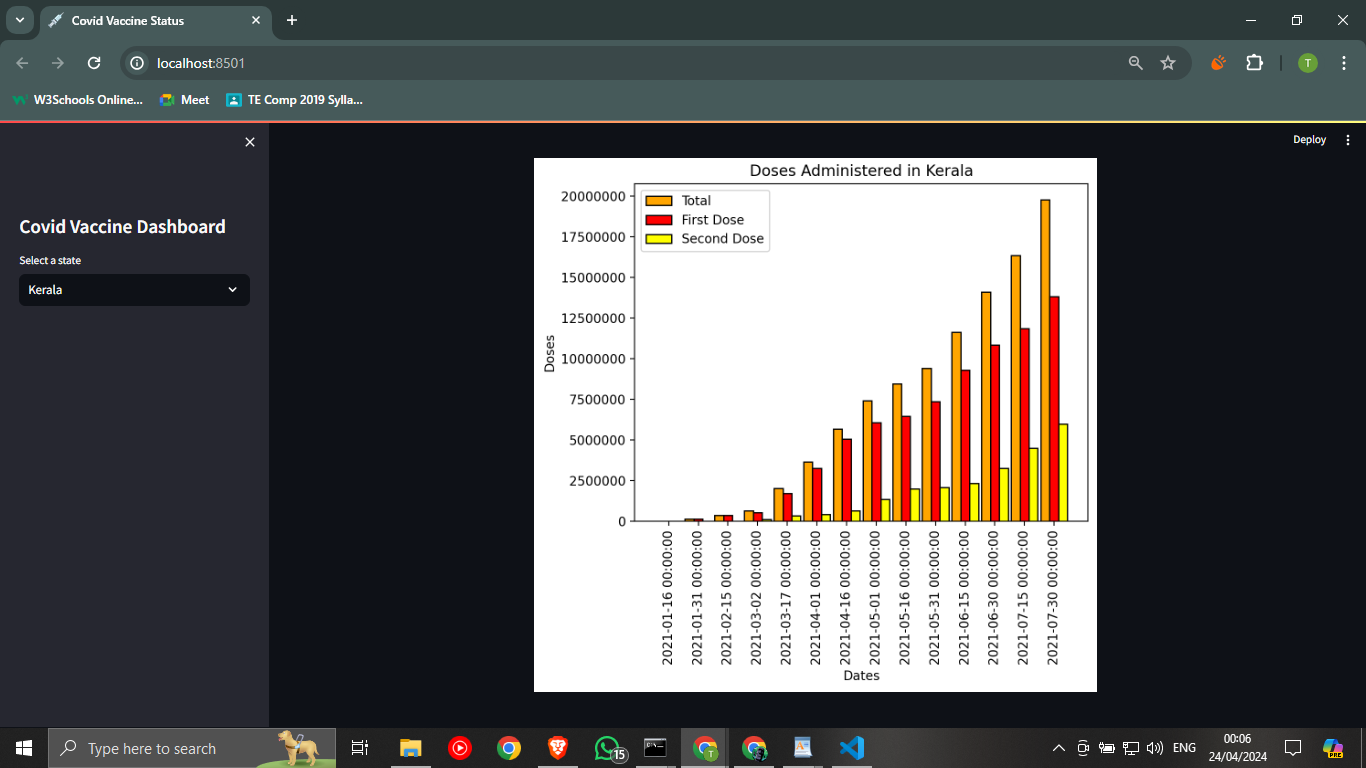 Covid Vaccine Status
localhost:8501
W3Schools Online...
Meet
TE Comp 2019 Sylla...
T
Deploy
Covid Vaccine Dashboard
Select a state
Kerala
Doses Administered in Kerala
Total
First Dose
Second Dose
Doses
20000000
17500000
15000000
12500000
10000000
7500000
5000000
2500000
0
2021-01-16 00:00:00
2021-01-31 00:00:00
2021-02-15 00:00:00
2021-03-02 00:00:00
2021-03-17 00:00:00
2021-04-01 00:00:00
2021-04-16 00:00:00
2021-05-01 00:00:00
2021-05-16 00:00:00
2021-05-31 00:00:00
2021-06-15 00:00:00
2021-06-30 00:00:00
2021-07-15 00:00:00
2021-07-30 00:00:00
Dates
Type here to search
15
T
ENG
00:06
24/04/2024
PRE